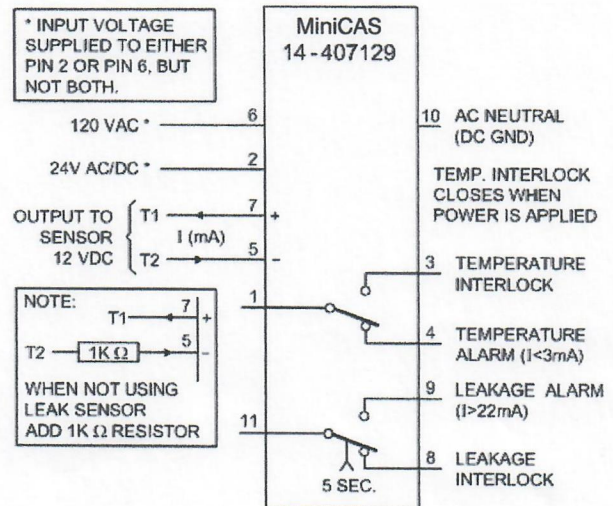 * INPUT VOLTAGE
SUPPLIED TO EITHER
PIN 2 OR PIN 6, BUT
NOT BOTH.
MiniCAS
14-407129
120 VAC *
6
24V AC/DC *
2
OUTPUT TO
SENSOR
12 VDC
T1
7
+
I (mA)
T2
5
-
10
AC NEUTRAL
(DC GND)
TEMP. INTERLOCK
CLOSES WHEN
POWER IS APPLIED
1
3
TEMPERATURE
INTERLOCK
4
TEMPERATURE
ALARM (I<3mA)
NOTE:
T1
7
+
T2
1K Ω
5
-
WHEN NOT USING
LEAK SENSOR
ADD 1K Ω RESISTOR
11
5 SEC.
9
LEAKAGE ALARM
(I>22mA)
8
LEAKAGE
INTERLOCK